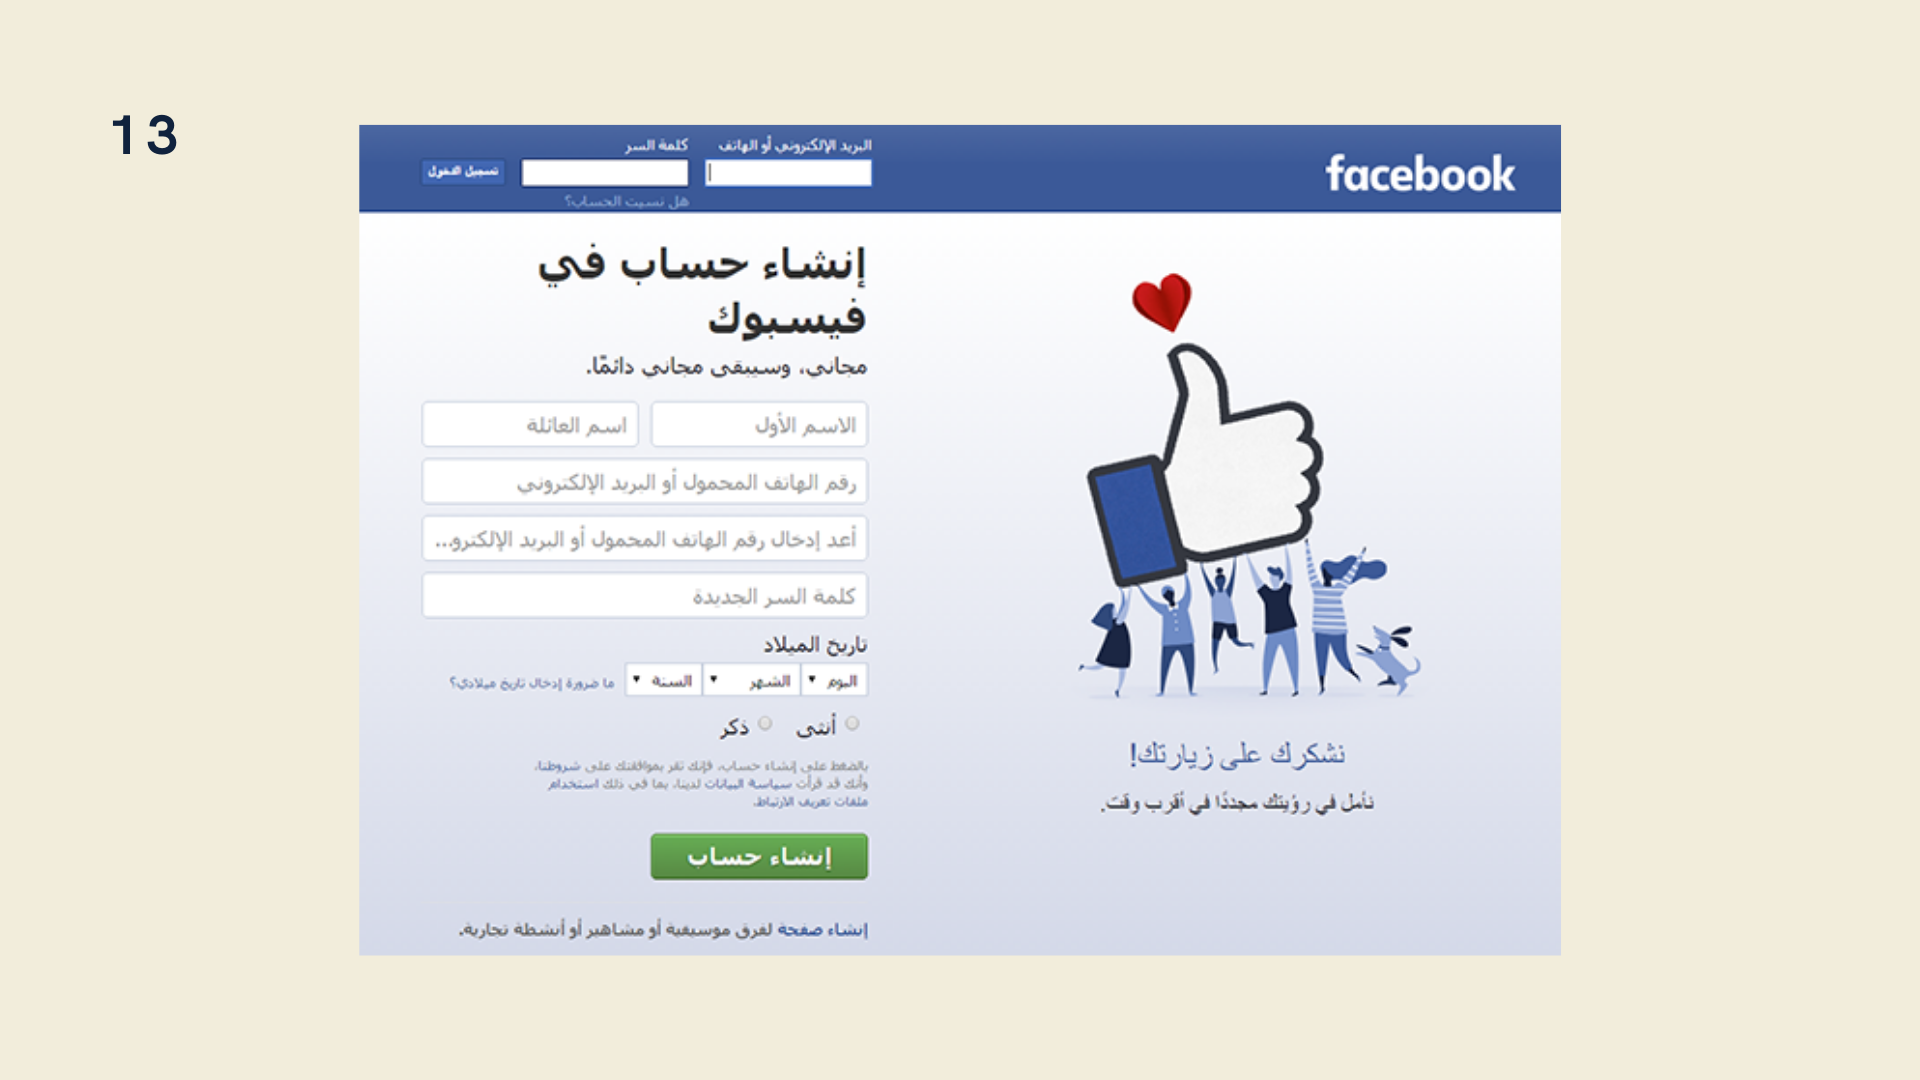 13
facebook
البريد الإلكتروني أو الهاتف
كلمة السر
تسجيل الدخول
هل نسيت الحساب؟
إنشاء حساب في
فيسبوك
مجاني، وسيبقى مجاني دائمًا.
الاسم الأول
اسم العائلة
رقم الهاتف المحمول أو البريد الإلكتروني
أعد إدخال رقم الهاتف المحمول أو البريد الإلكترو...
كلمة السر الجديدة
تاريخ الميلاد
اليوم
الشهر
السنة
ما ضرورة إدخال تاريخ ميلادي؟
أنثى
ذكر
بالضغط على إنشاء حساب، فإنك تقر بموافقتك على شروطنا،
وأنك قد قرأت سياسة البيانات لدينا، بما في ذلك استخدام
ملفات تعريف الارتباط.
إنشاء حساب
إنشاء صفحة لفرق موسيقية أو مشاهير أو أنشطة تجارية.
نشكرك على زيارتك!
نأمل في رؤيتك مجددًا في أقرب وقت.